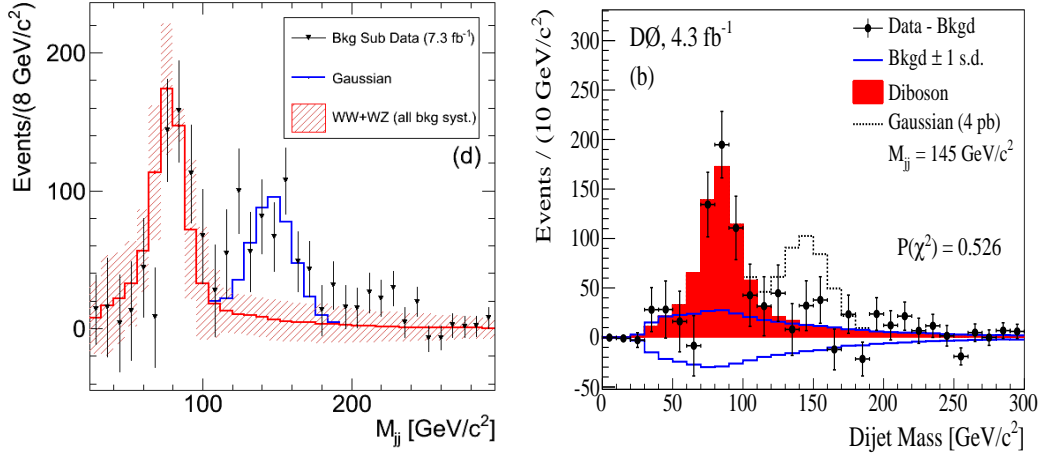 Events/(8 GeV/c²)
200
100
0
Bkg Sub Data (7.3 fb⁻¹)
Gaussian
WW+WZ (all bkg syst.)
(d)
100
200
M_jj [GeV/c²]
Events / (10 GeV/c²)
300
250
200
150
100
50
0
-50
DØ, 4.3 fb⁻¹
(b)
Data - Bkgd
Bkgd ± 1 s.d.
Diboson
Gaussian (4 pb)
M_jj = 145 GeV/c²
P(χ²) = 0.526
0
50
100
150
200
250
300
Dijet Mass [GeV/c²]